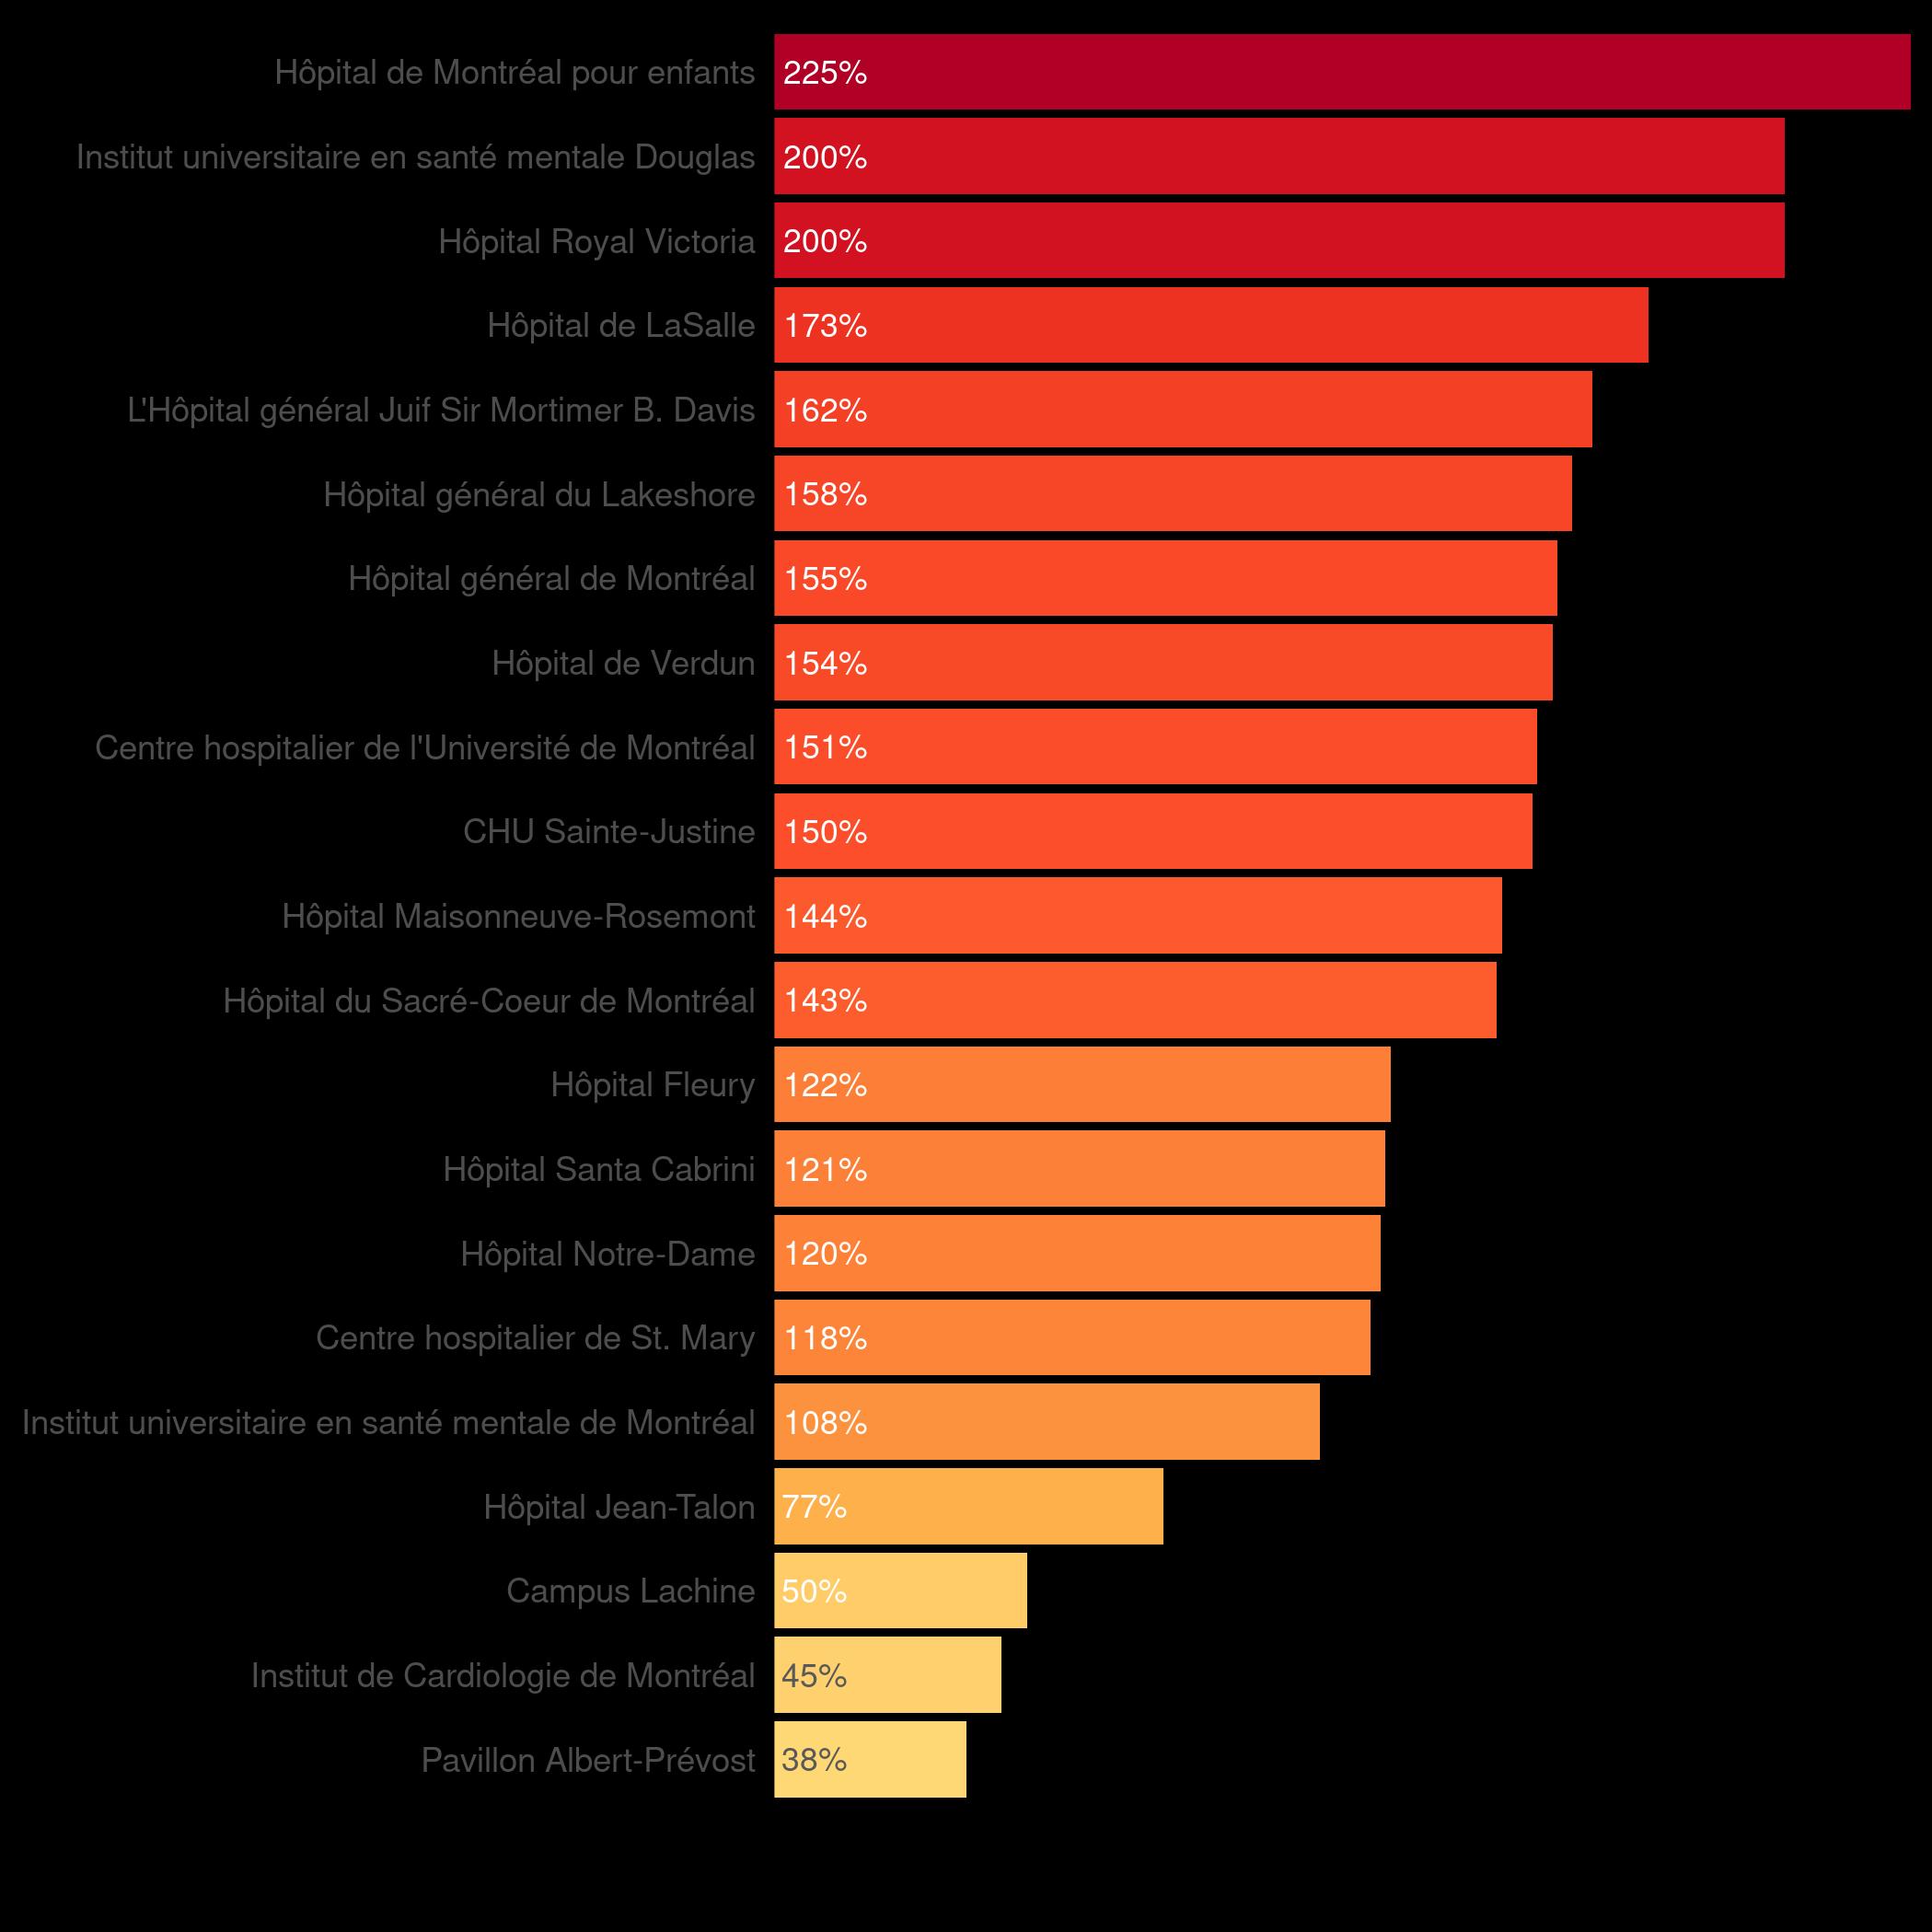 Hôpital de Montréal pour enfants 225%
Institut universitaire en santé mentale Douglas 200%
Hôpital Royal Victoria 200%
Hôpital de LaSalle 173%
L'Hôpital général Juif Sir Mortimer B. Davis 162%
Hôpital général du Lakeshore 158%
Hôpital général de Montréal 155%
Hôpital de Verdun 154%
Centre hospitalier de l'Université de Montréal 151%
CHU Sainte-Justine 150%
Hôpital Maisonneuve-Rosemont 144%
Hôpital du Sacré-Coeur de Montréal 143%
Hôpital Fleury 122%
Hôpital Santa Cabrini 121%
Hôpital Notre-Dame 120%
Centre hospitalier de St. Mary 118%
Institut universitaire en santé mentale de Montréal 108%
Hôpital Jean-Talon 77%
Campus Lachine 50%
Institut de Cardiologie de Montréal 45%
Pavillon Albert-Prévost 38%